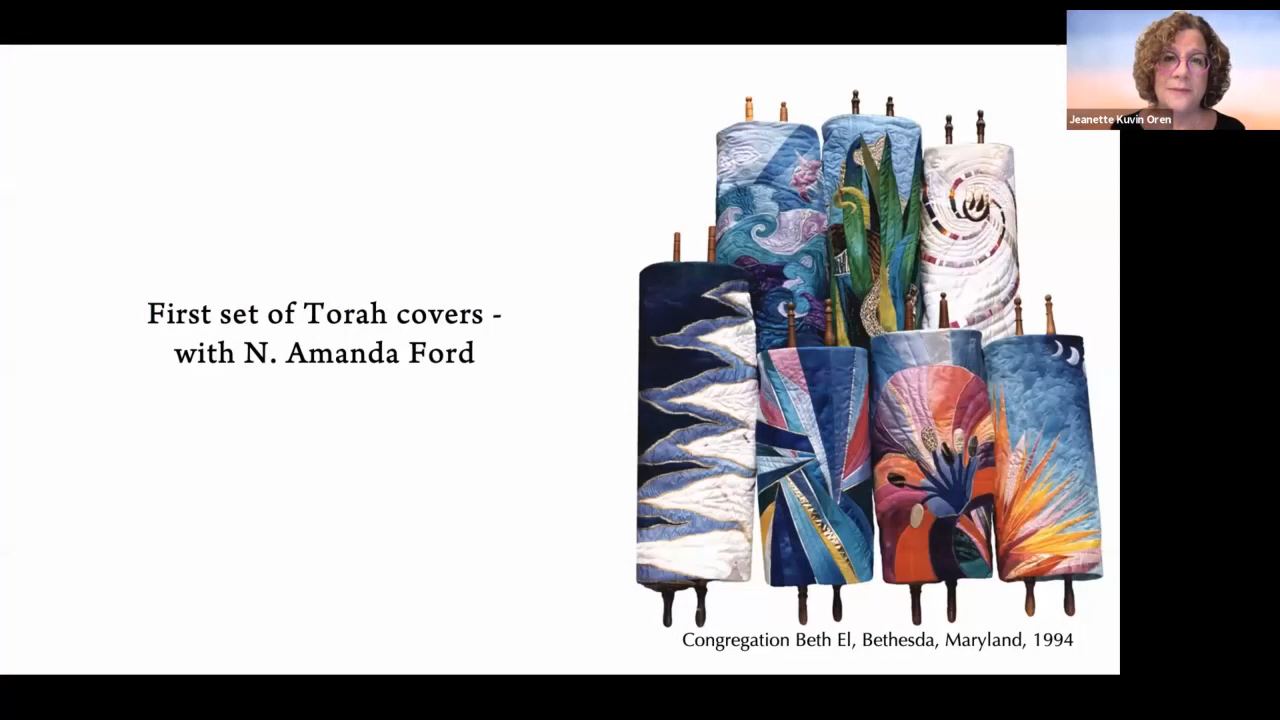 Jeanette Kuvin Oren
First set of Torah covers -
with N. Amanda Ford
Congregation Beth El, Bethesda, Maryland, 1994